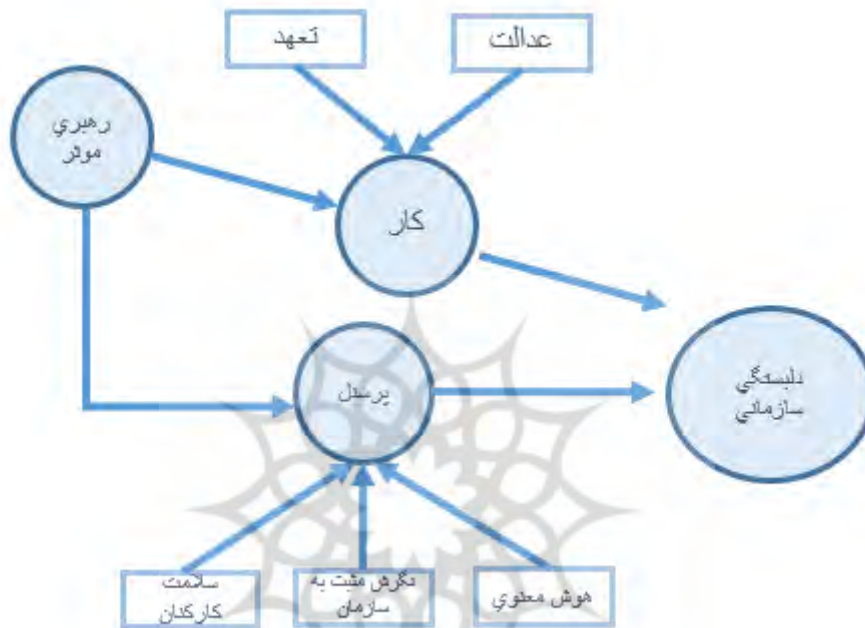 تعهد
عدالت
رهبري
موثر
کار
پرسنل
دلبستگي
سازماني
سلامت
کارکنان
نگرش مثبت به
سازمان
هوش معنوي